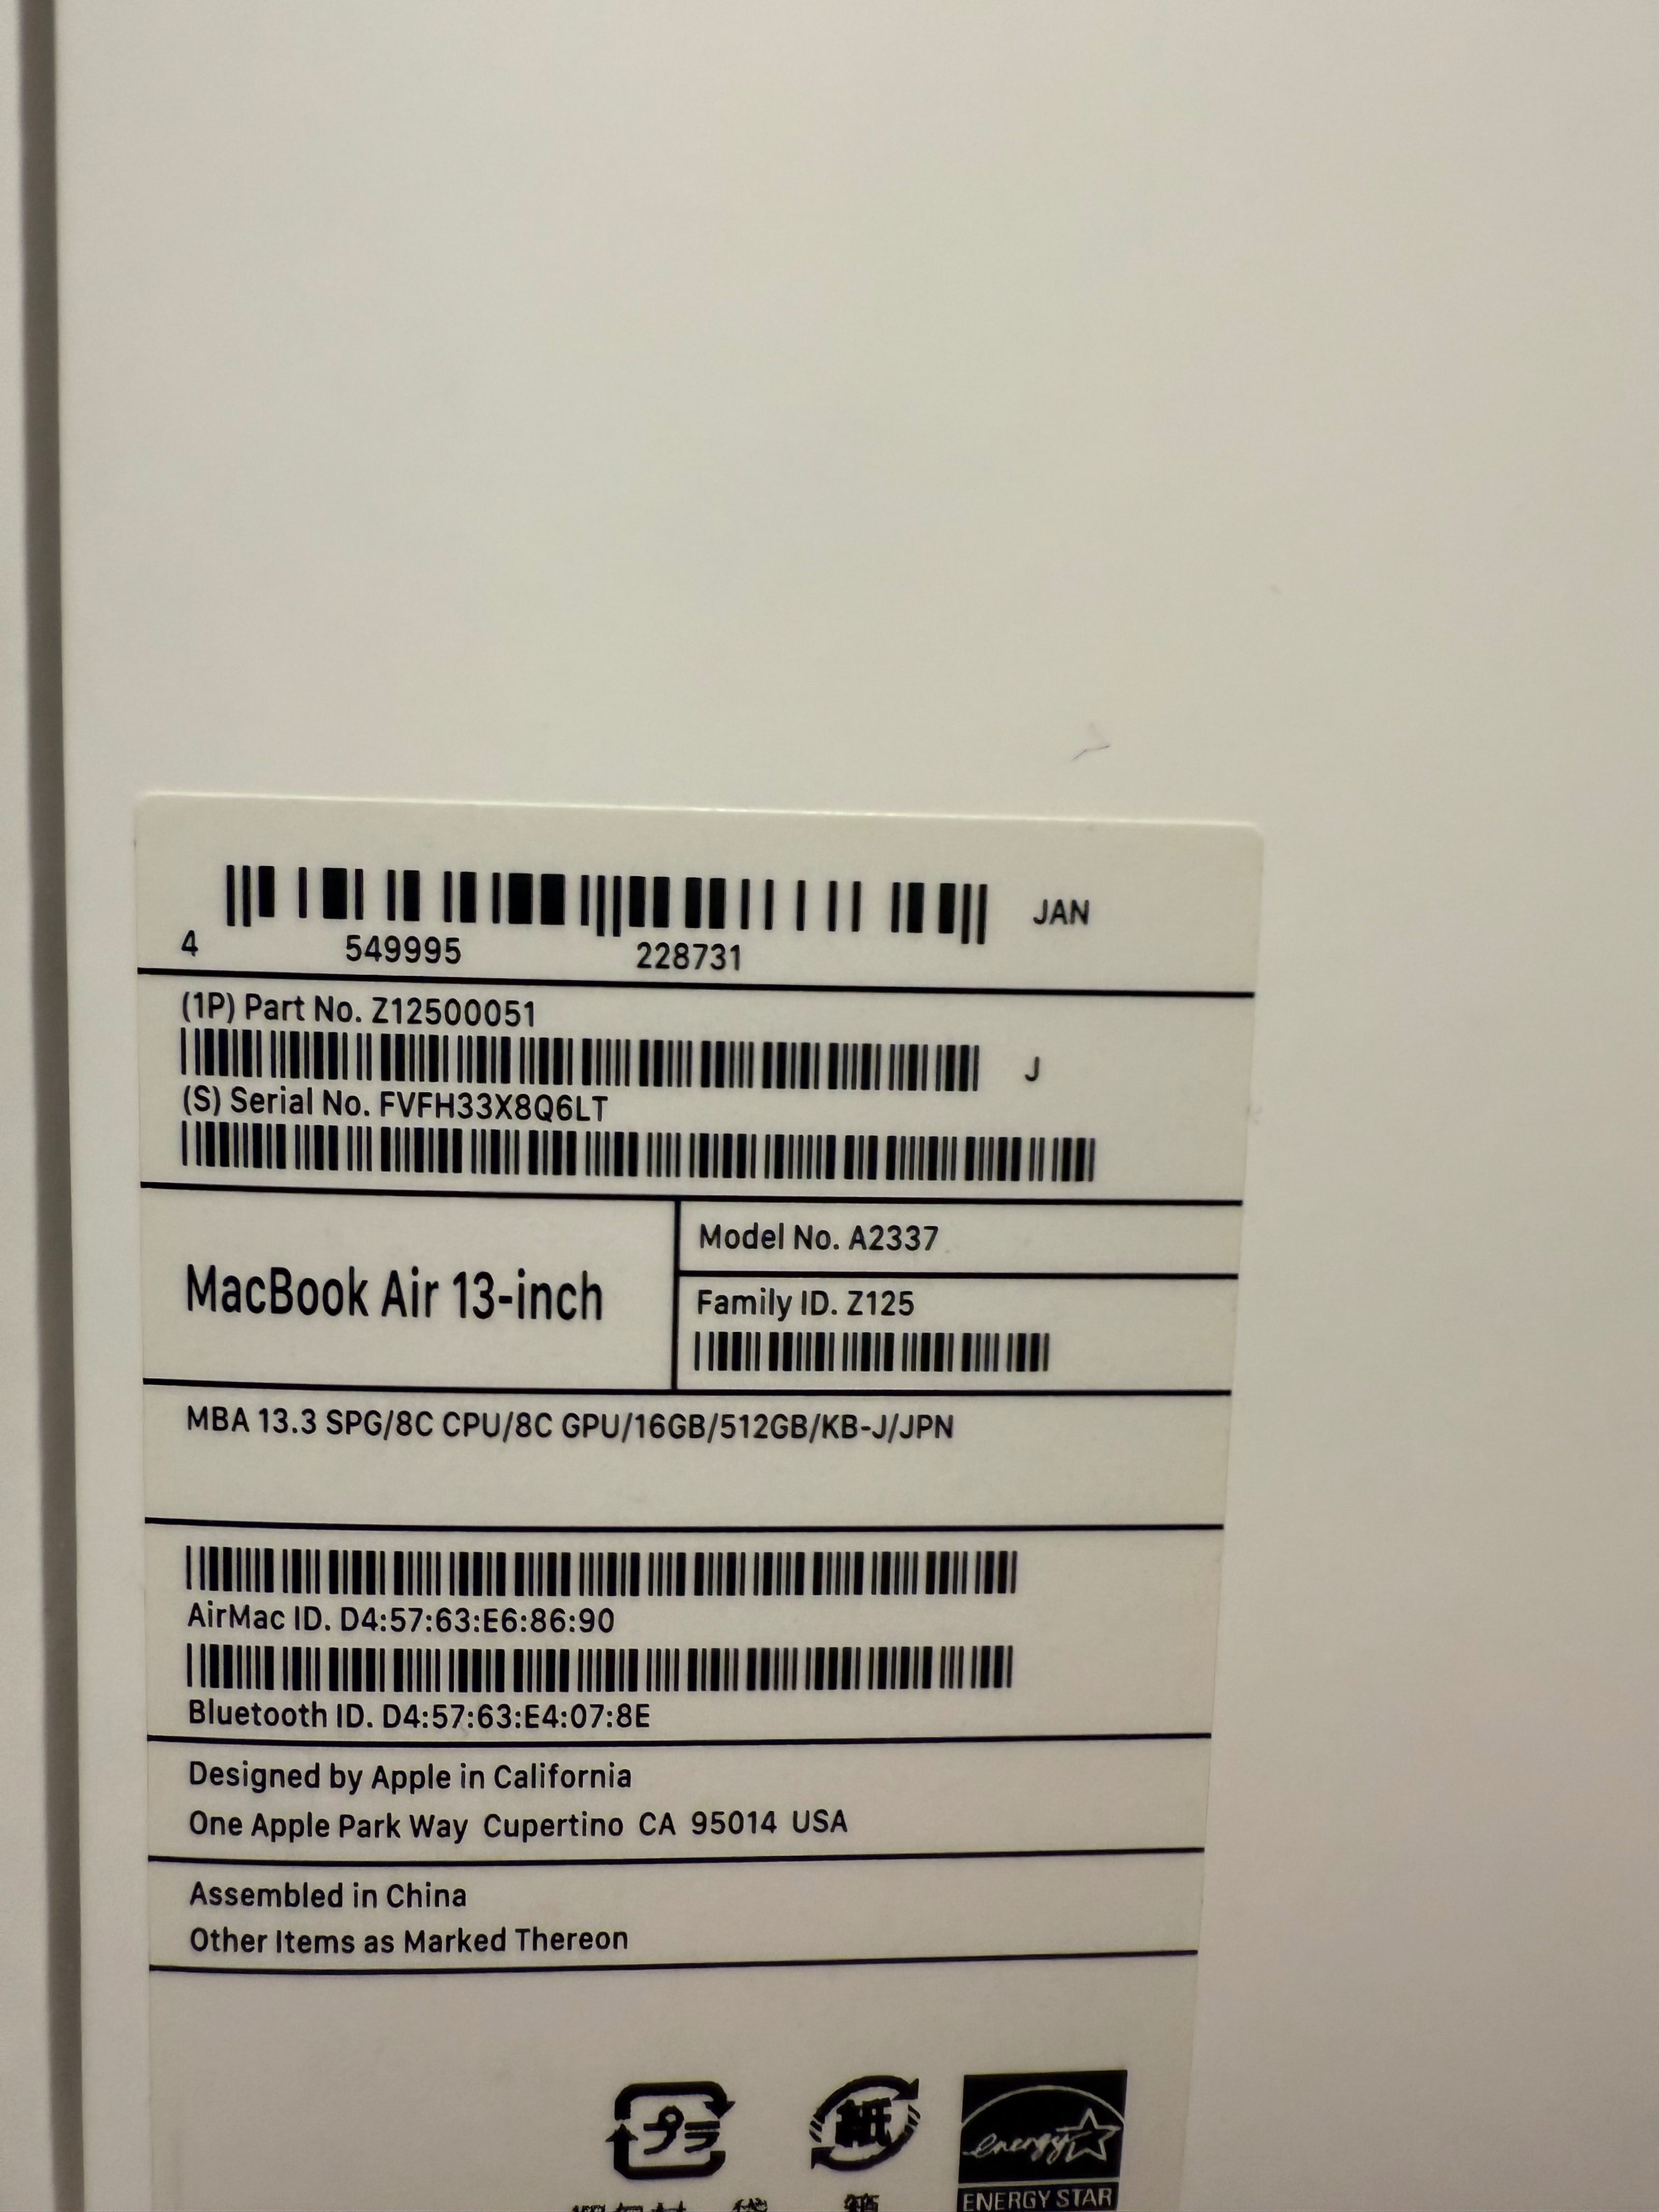 JAN
4 549995 228731
(1P) Part No. Z12500051
J
(S) Serial No. FVFH33X8Q6LT
MacBook Air 13-inch
Model No. A2337
Family ID. Z125
MBA 13.3 SPG/8C CPU/8C GPU/16GB/512GB/KB-J/JPN
AirMac ID. D4:57:63:E6:86:90
Bluetooth ID. D4:57:63:E4:07:8E
Designed by Apple in California
One Apple Park Way Cupertino CA 95014 USA
Assembled in China
Other Items as Marked Thereon
プラ 紙 energy
ENERGY STAR